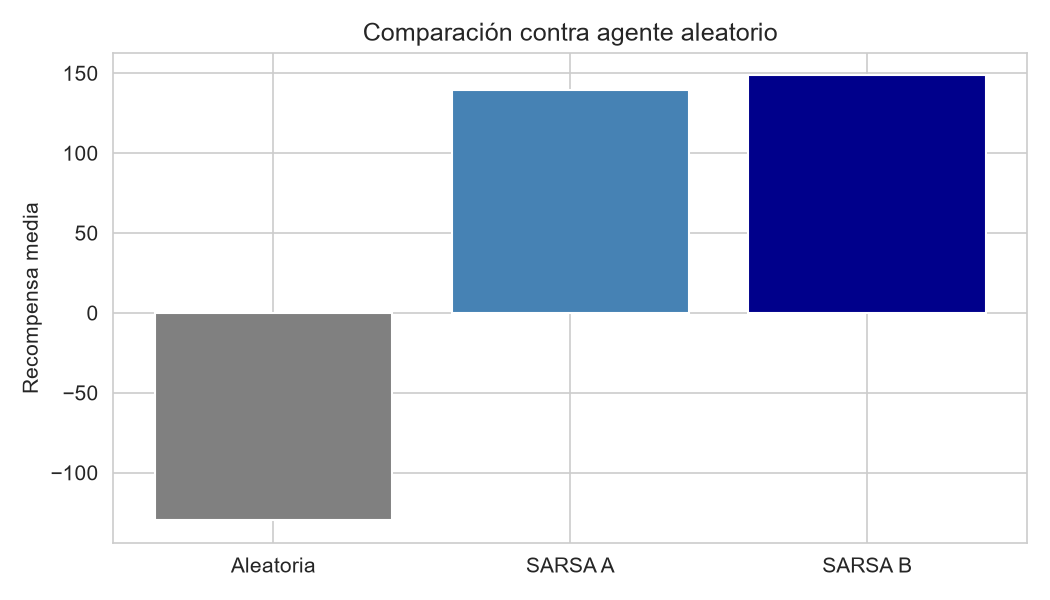 Comparación contra agente aleatorio
Recompensa media
150
100
50
0
−50
−100
Aleatoria
SARSA A
SARSA B